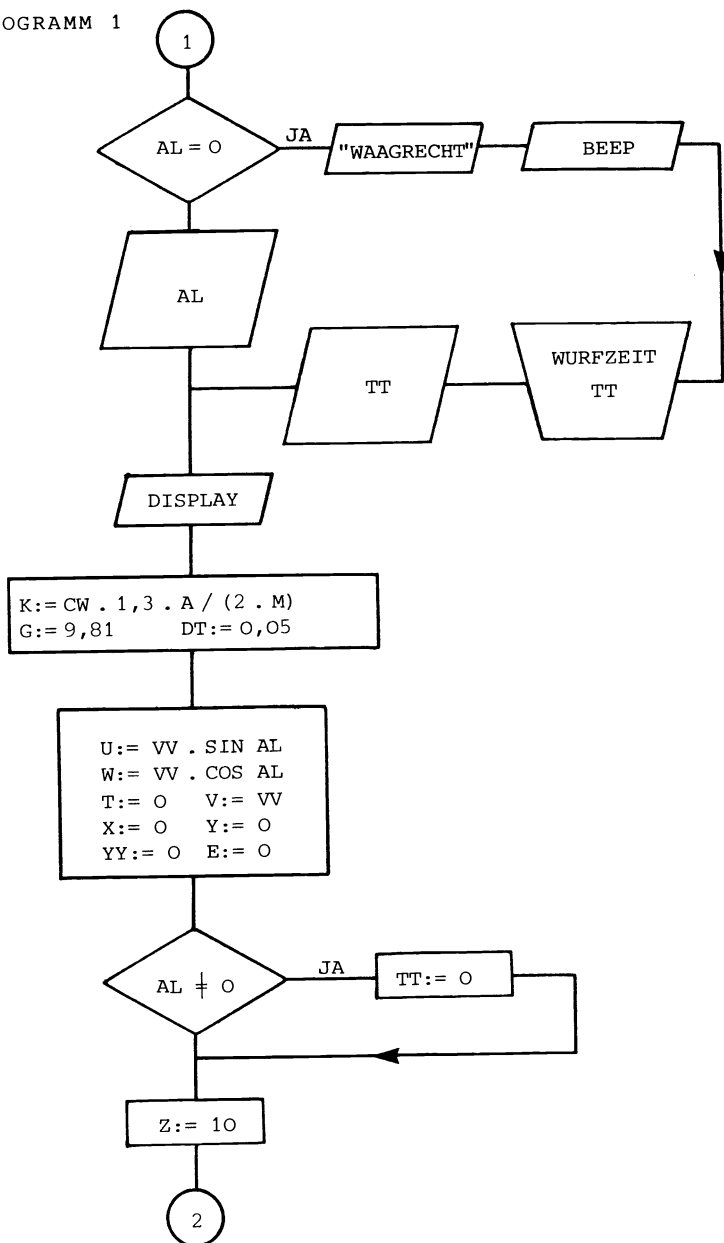 OGRAMM 1
1
AL = O
JA
"WAAGRECHT"
BEEP
AL
TT
WURFZEIT
TT
DISPLAY
K:= CW . 1,3 . A / (2 . M)
G:= 9,81 DT:= O,O5
U:= VV . SIN AL
W:= VV . COS AL
T:= O V:= VV
X:= O Y:= O
YY:= O E:= O
AL ≠ O
JA
TT:= O
Z:= 1O
2